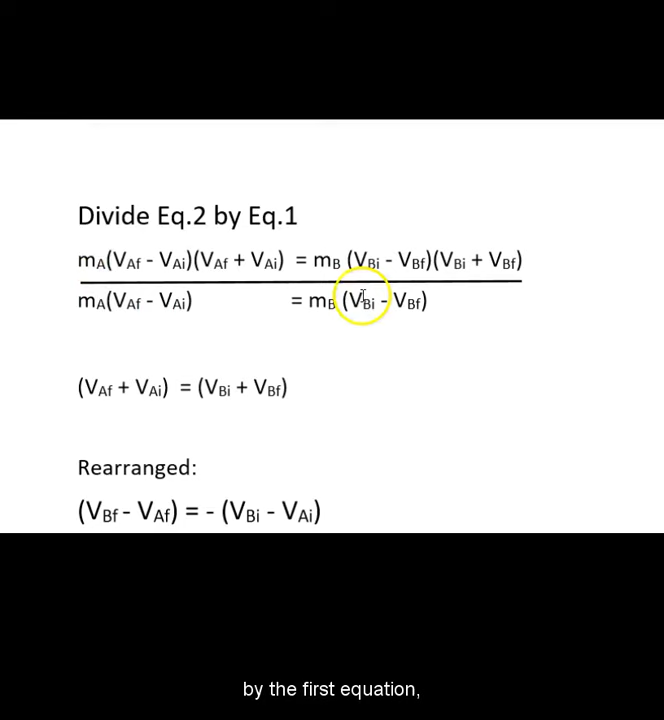 Divide Eq.2 by Eq.1
mA(VAf - VAi)(VAf + VAi) = mB (VBi - VBf)(VBi + VBf)
mA(VAf - VAi) = mB (VBi - VBf)
(VAf + VAi) = (VBi + VBf)
Rearranged:
(VBf - VAf) = - (VBi - VAi)
by the first equation,